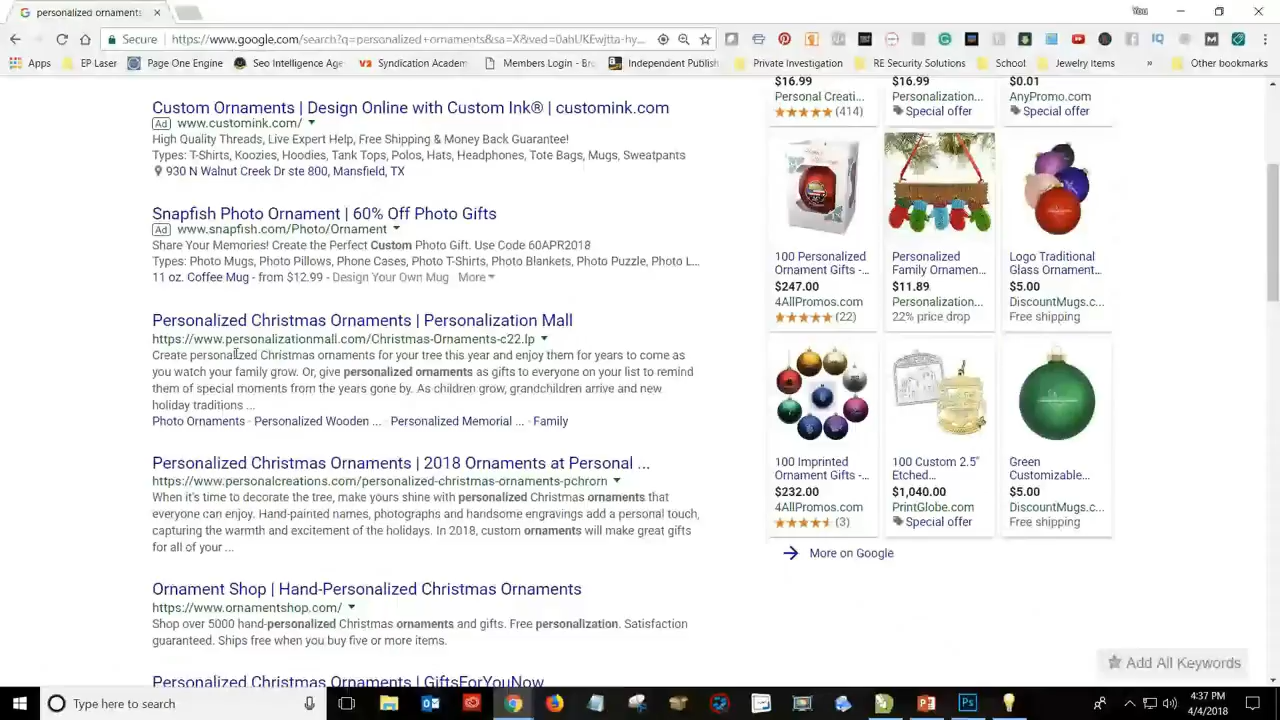 personalized ornaments
You
Secure https://www.google.com/search?q=personalized+ornaments&sa=X&ved=0ahUKEwjtta-hy...
Apps EP Laser Page One Engine Seo Intelligence Age V2 Syndication Academ Members Login - Bro Independent Publish Private Investigation RE Security Solutions School Jewelry Items » Other bookmarks
Custom Ornaments | Design Online with Custom Ink® | customink.com
Ad www.customink.com/
High Quality Threads, Live Expert Help, Free Shipping & Money Back Guarantee!
Types: T-Shirts, Koozies, Hoodies, Tank Tops, Polos, Hats, Headphones, Tote Bags, Mugs, Sweatpants
930 N Walnut Creek Dr ste 800, Mansfield, TX
Snapfish Photo Ornament | 60% Off Photo Gifts
Ad www.snapfish.com/Photo/Ornament
Share Your Memories! Create the Perfect Custom Photo Gift. Use Code 60APR2018
Types: Photo Mugs, Photo Pillows, Phone Cases, Photo T-Shirts, Photo Blankets, Photo Puzzle, Photo L...
11 oz. Coffee Mug - from $12.99 - Design Your Own Mug More
Personalized Christmas Ornaments | Personalization Mall
https://www.personalizationmall.com/Christmas-Ornaments-c22.lp
Create personalized Christmas ornaments for your tree this year and enjoy them for years to come as
you watch your family grow. Or, give personalized ornaments as gifts to everyone on your list to remind
them of special moments from the years gone by. As children grow, grandchildren arrive and new
holiday traditions ...
Photo Ornaments · Personalized Wooden ... · Personalized Memorial ... · Family
Personalized Christmas Ornaments | 2018 Ornaments at Personal ...
https://www.personalcreations.com/personalized-christmas-ornaments-pchrorn
When it's time to decorate the tree, make yours shine with personalized Christmas ornaments that
everyone can enjoy. Hand-painted names, photographs and handsome engravings add a personal touch,
capturing the warmth and excitement of the holidays. In 2018, custom ornaments will make great gifts
for all of your ...
Ornament Shop | Hand-Personalized Christmas Ornaments
https://www.ornamentshop.com/
Shop over 5000 hand-personalized Christmas ornaments and gifts. Free personalization. Satisfaction
guaranteed. Ships free when you buy five or more items.
Personalized Christmas Ornaments | GiftsForYouNow
$16.99 $16.99 $0.01
Personal Creati... Personalization... AnyPromo.com
(414) Special offer Special offer
100 Personalized Personalized Logo Traditional
Ornament Gifts -... Family Ornamen... Glass Ornament...
$247.00 $11.89 $5.00
4AllPromos.com Personalization... DiscountMugs.c...
(22) 22% price drop Free shipping
100 Imprinted 100 Custom 2.5" Green
Ornament Gifts -... Etched... Customizable...
$232.00 $1,040.00 $5.00
4AllPromos.com PrintGlobe.com DiscountMugs.c...
(3) Special offer Free shipping
More on Google
Add All Keywords
Type here to search
4:37 PM
4/4/2018